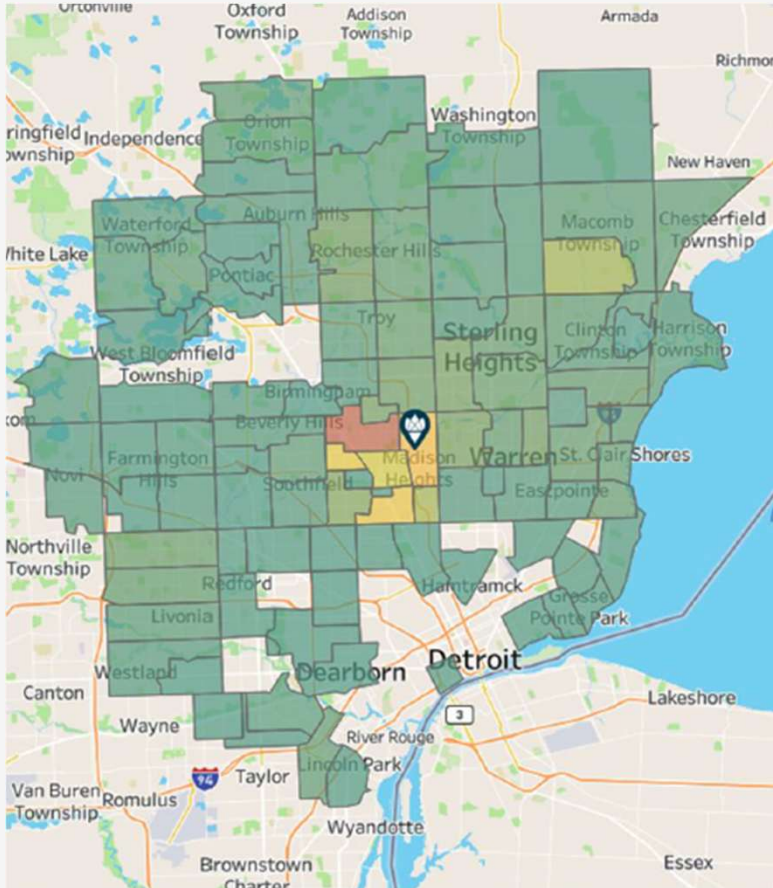 Ortonville
Oxford
Township
Addison
Township
Armada
Richmo
Washington
Township
Orion
Township
ringfield
ownship
Independence
New Haven
Auburn Hills
Waterford
Township
Macomb
Township
Chesterfield
Township
White Lake
Rochester Hills
Pontiac
Troy
Sterling
Heights
Clinton
Township
Harrison
Township
West Bloomfield
Township
Birmingham
Beverly Hills
Novi
Farmington
Hills
Southfield
Madison
Heights
Warren
St. Clair Shores
Eastpointe
Northville
Township
Redford
Hamtramck
Grosse
Pointe Park
Livonia
Westland
Dearborn
Detroit
Canton
Lakeshore
Wayne
3
River Rouge
94
Taylor
Lincoln Park
Van Buren
Township
Romulus
Wyandotte
Brownstown
Charter
Essex